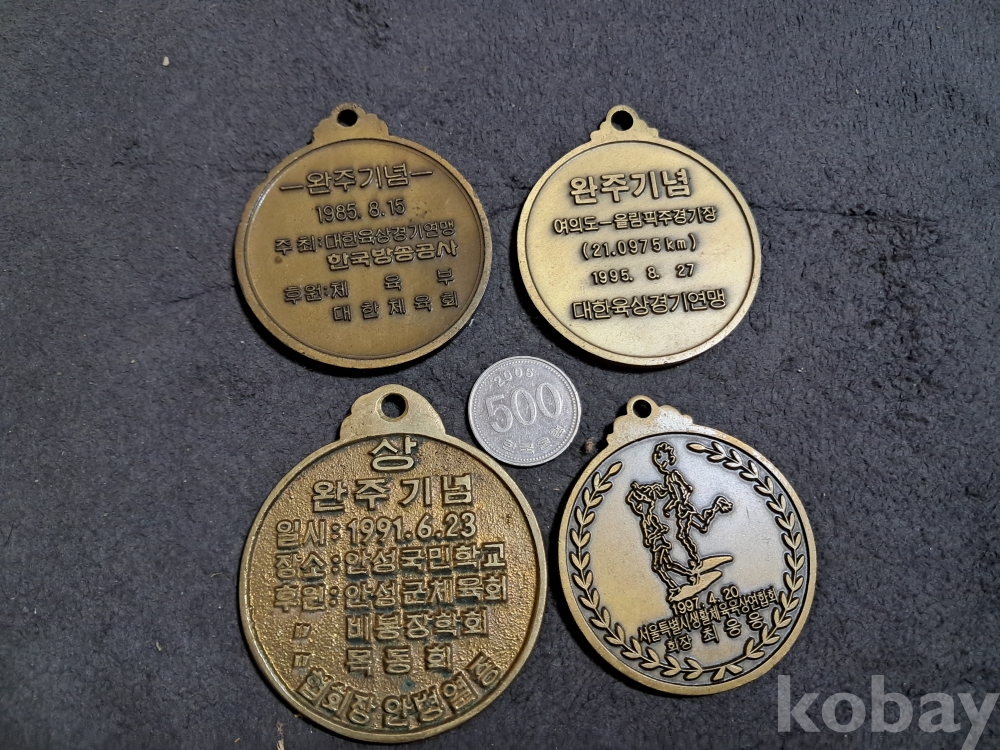 —완주기념—
1985. 8. 15
주최:대한육상경기연맹
한국방송공사
후원:체 육 부
대 한 체 육 회
완주기념
여의도—올림픽주경기장
(21.0975km)
1995. 8. 27
대한육상경기연맹
2005
500
한국은행
상
완주기념
일시:1991.6.23
장소:안성국민학교
후원:안성군체육회
〃 비봉장학회
〃
협회장
1997. 4. 20
서울특별시생활체육육상연합회
회장 최 응
kobay